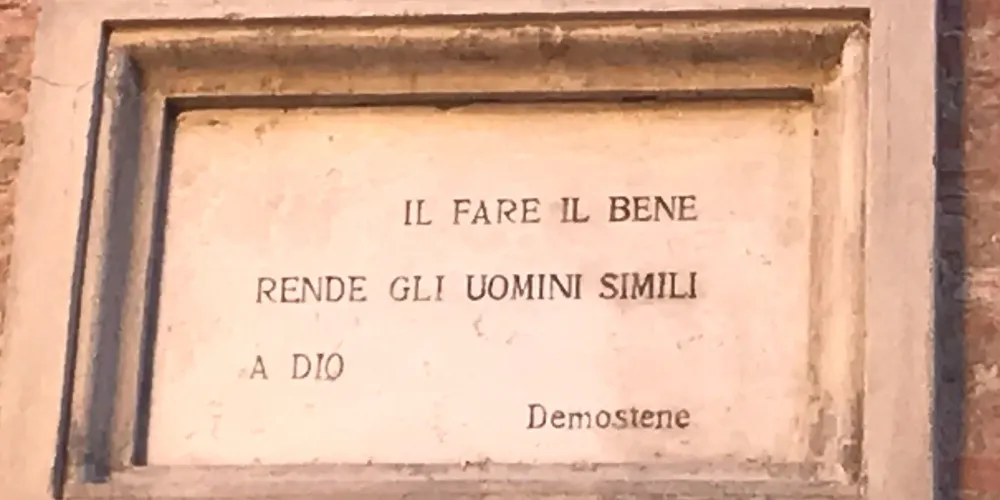 IL FARE IL BENE
RENDE GLI UOMINI SIMILI
A DIO
Demostene